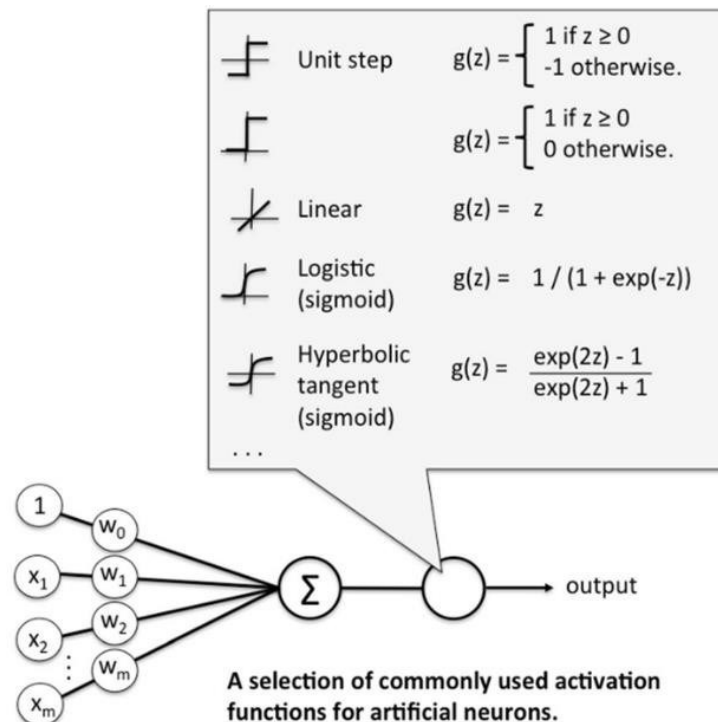 Unit step g(z) = { 1 if z ≥ 0
-1 otherwise.
g(z) = { 1 if z ≥ 0
0 otherwise.
Linear g(z) = z
Logistic
(sigmoid) g(z) = 1 / (1 + exp(-z))
Hyperbolic
tangent
(sigmoid) g(z) = exp(2z) - 1
exp(2z) + 1
. . .
1
w₀
x₁
w₁
x₂
w₂
⋮
wₘ
xₘ
Σ
output
A selection of commonly used activation
functions for artificial neurons.